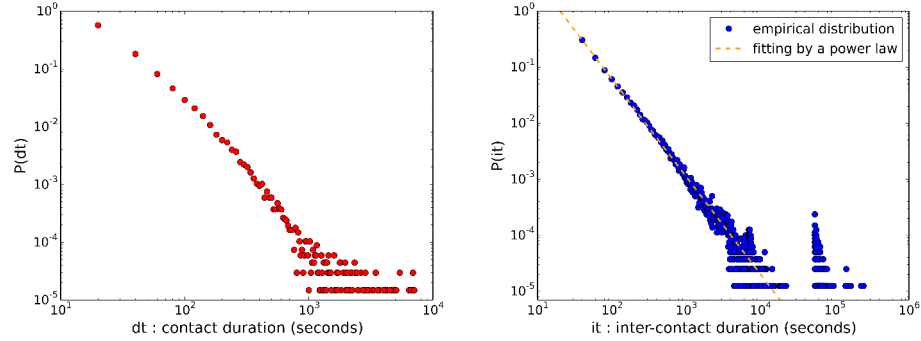 10^0
10^-1
10^-2
10^-3
10^-4
10^-5
P(dt)
10^1 10^2 10^3 10^4
dt : contact duration (seconds)
empirical distribution
fitting by a power law
10^0
10^-1
10^-2
10^-3
10^-4
10^-5
P(it)
10^1 10^2 10^3 10^4 10^5 10^6
it : inter-contact duration (seconds)